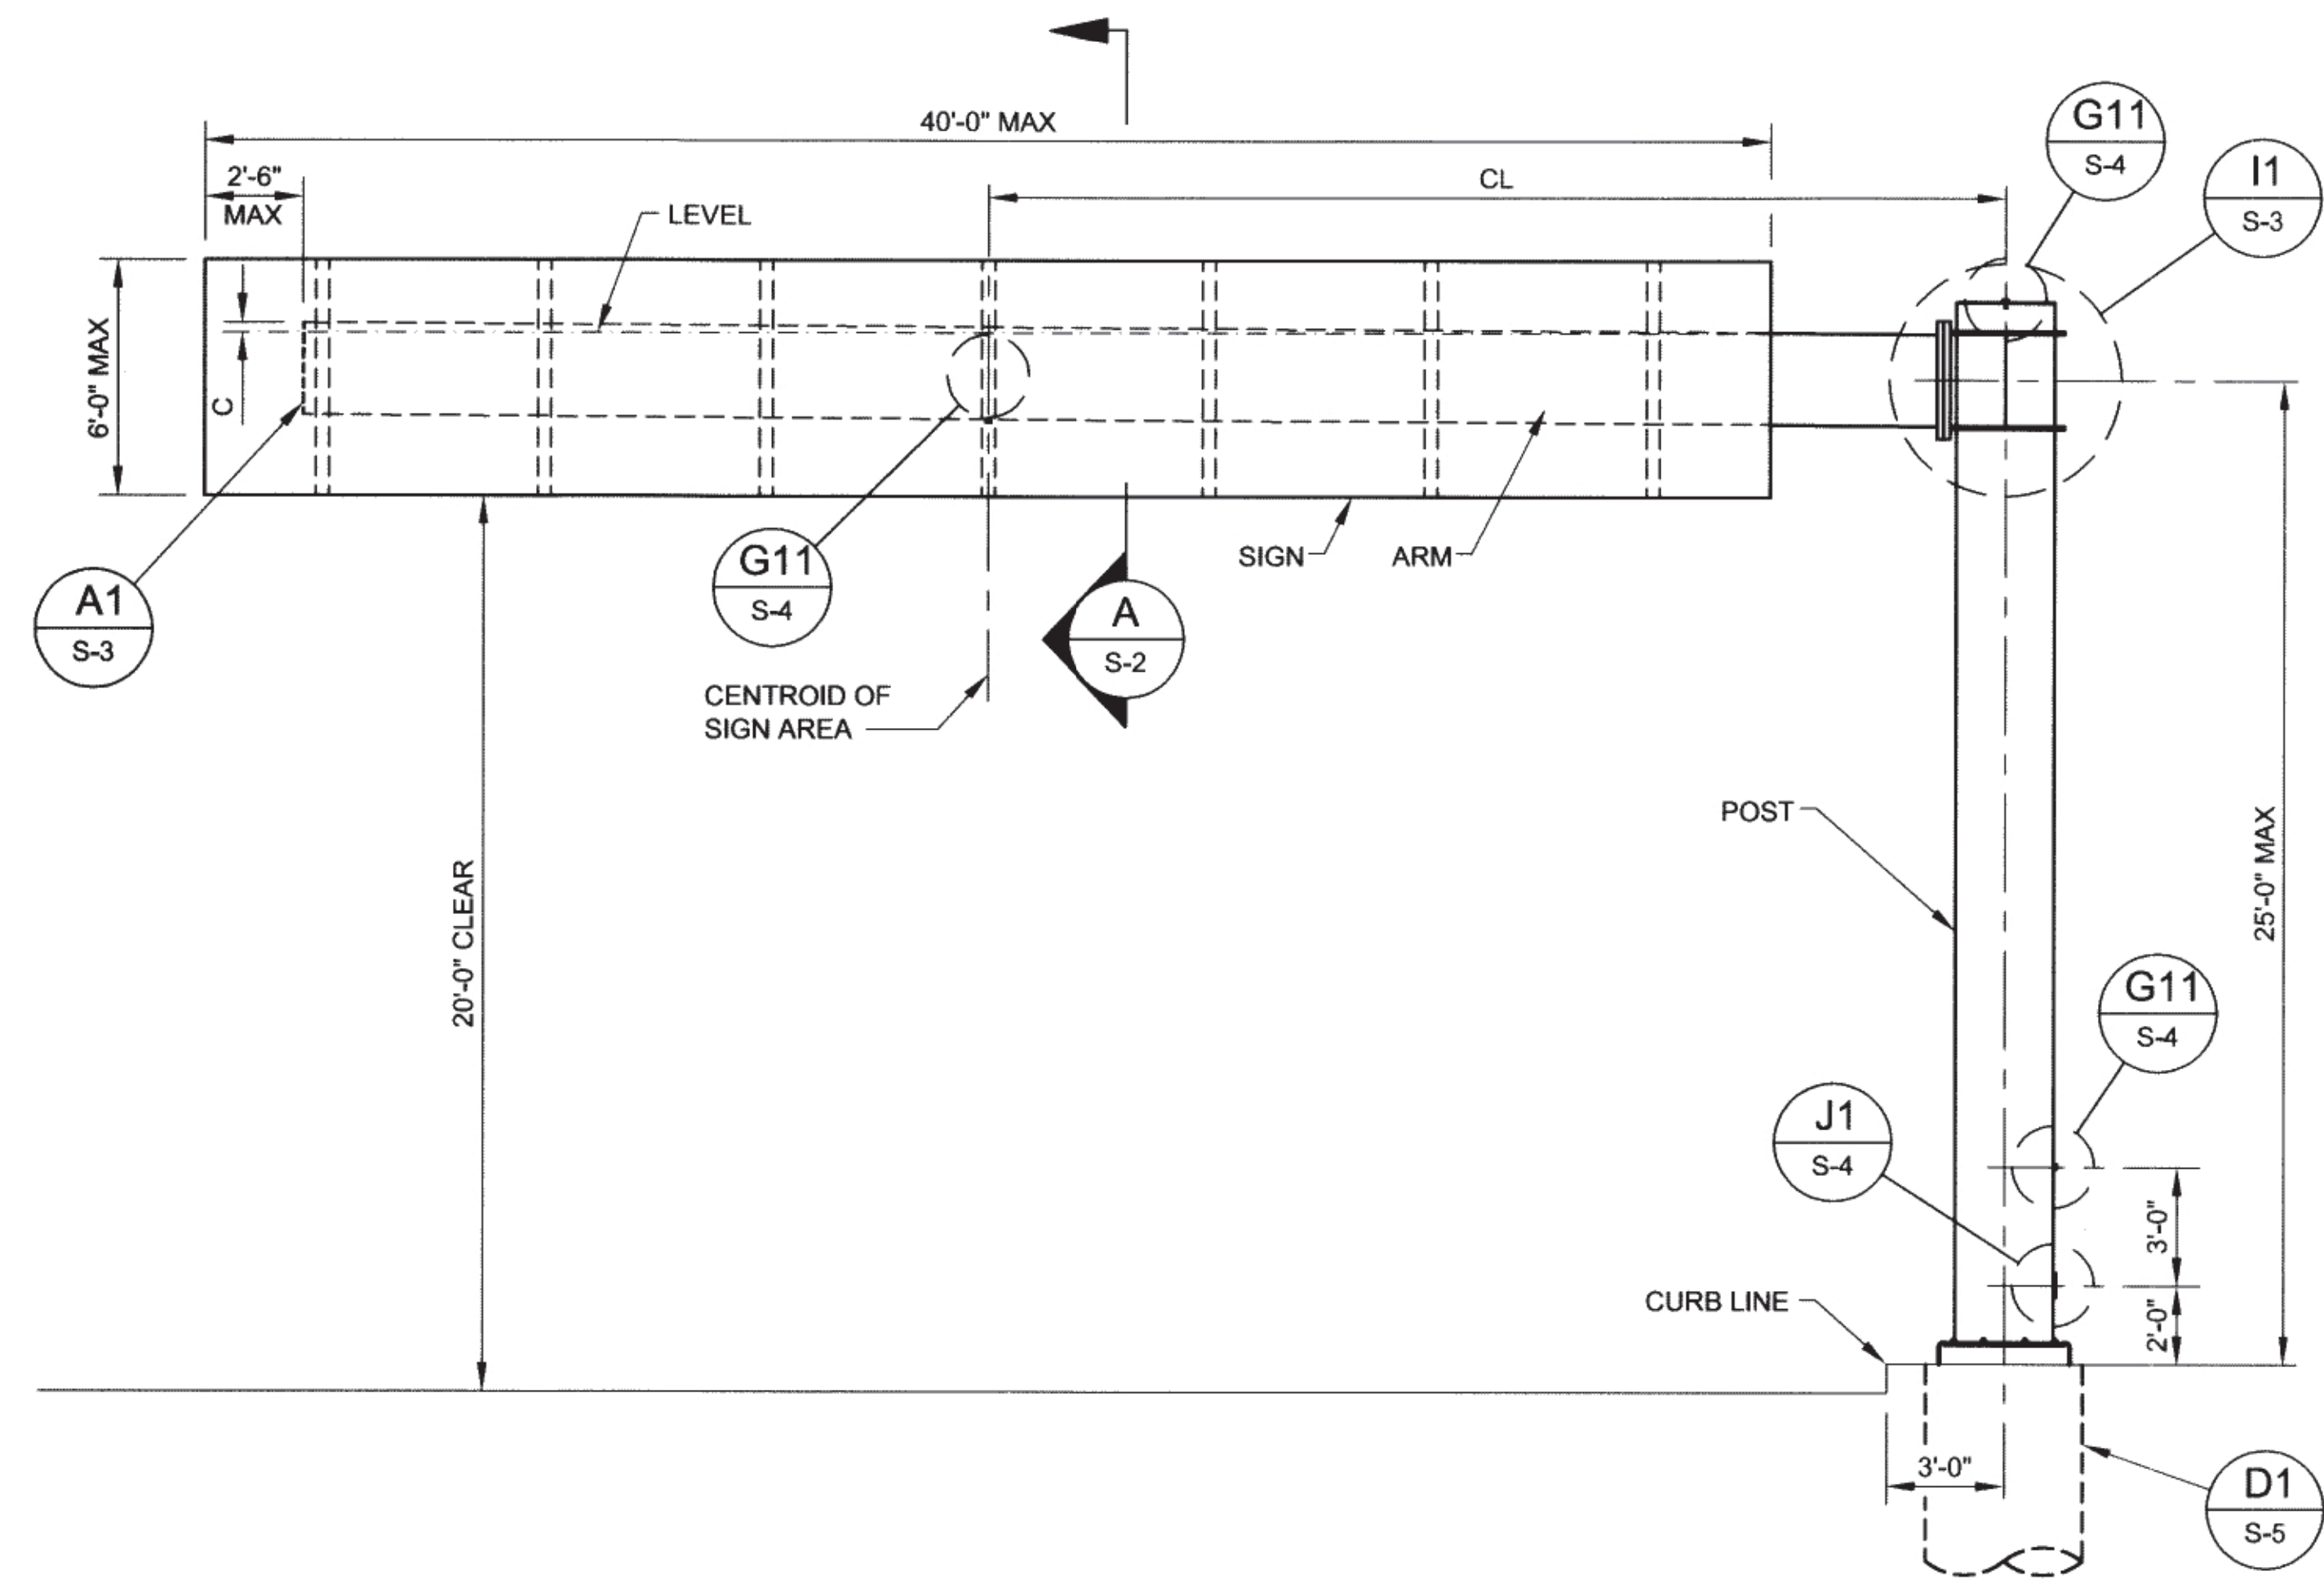 40'-0" MAX
G11
S-4
I1
S-3
2'-6"
MAX
CL
LEVEL
6'-0" MAX
C
SIGN
ARM
G11
S-4
A
S-2
A1
S-3
CENTROID OF
SIGN AREA
POST
25'-0" MAX
20'-0" CLEAR
G11
S-4
J1
S-4
3'-0"
CURB LINE
2'-0"
3'-0"
D1
S-5